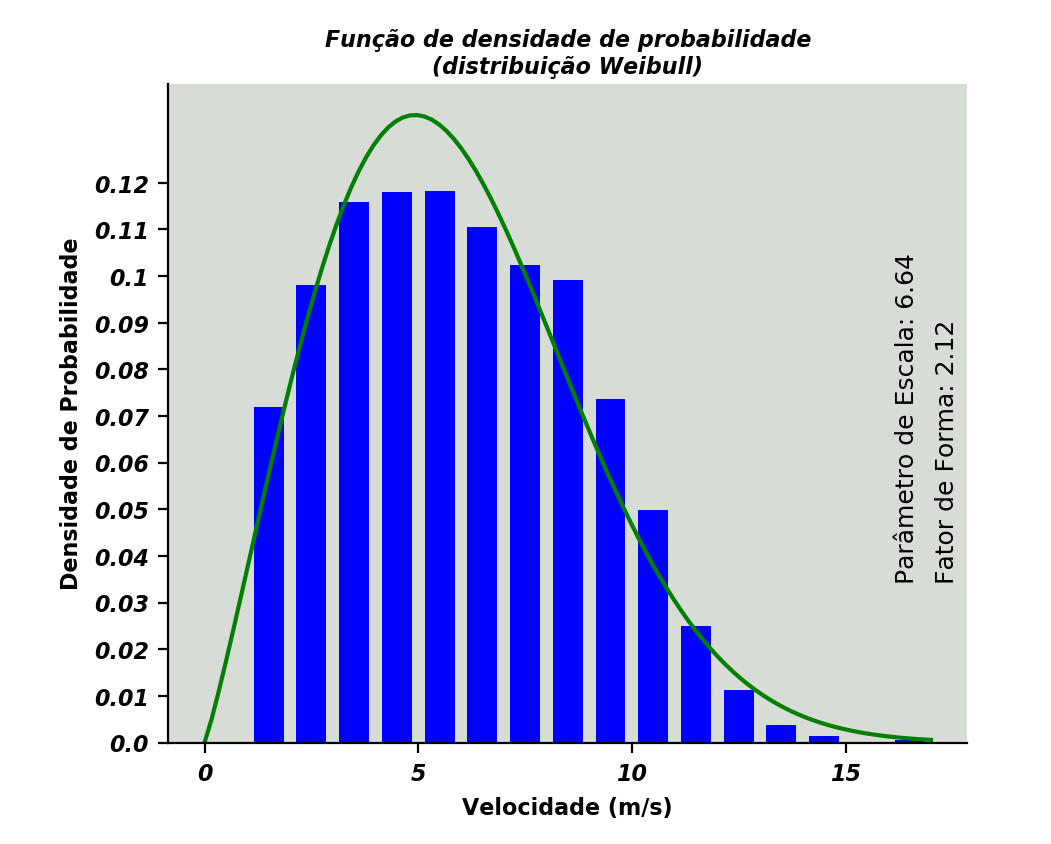 Função de densidade de probabilidade
(distribuição Weibull)
Densidade de Probabilidade
0.12
0.11
0.1
0.09
0.08
0.07
0.06
0.05
0.04
0.03
0.02
0.01
0.0
Parâmetro de Escala: 6.64
Fator de Forma: 2.12
0 5 10 15
Velocidade (m/s)